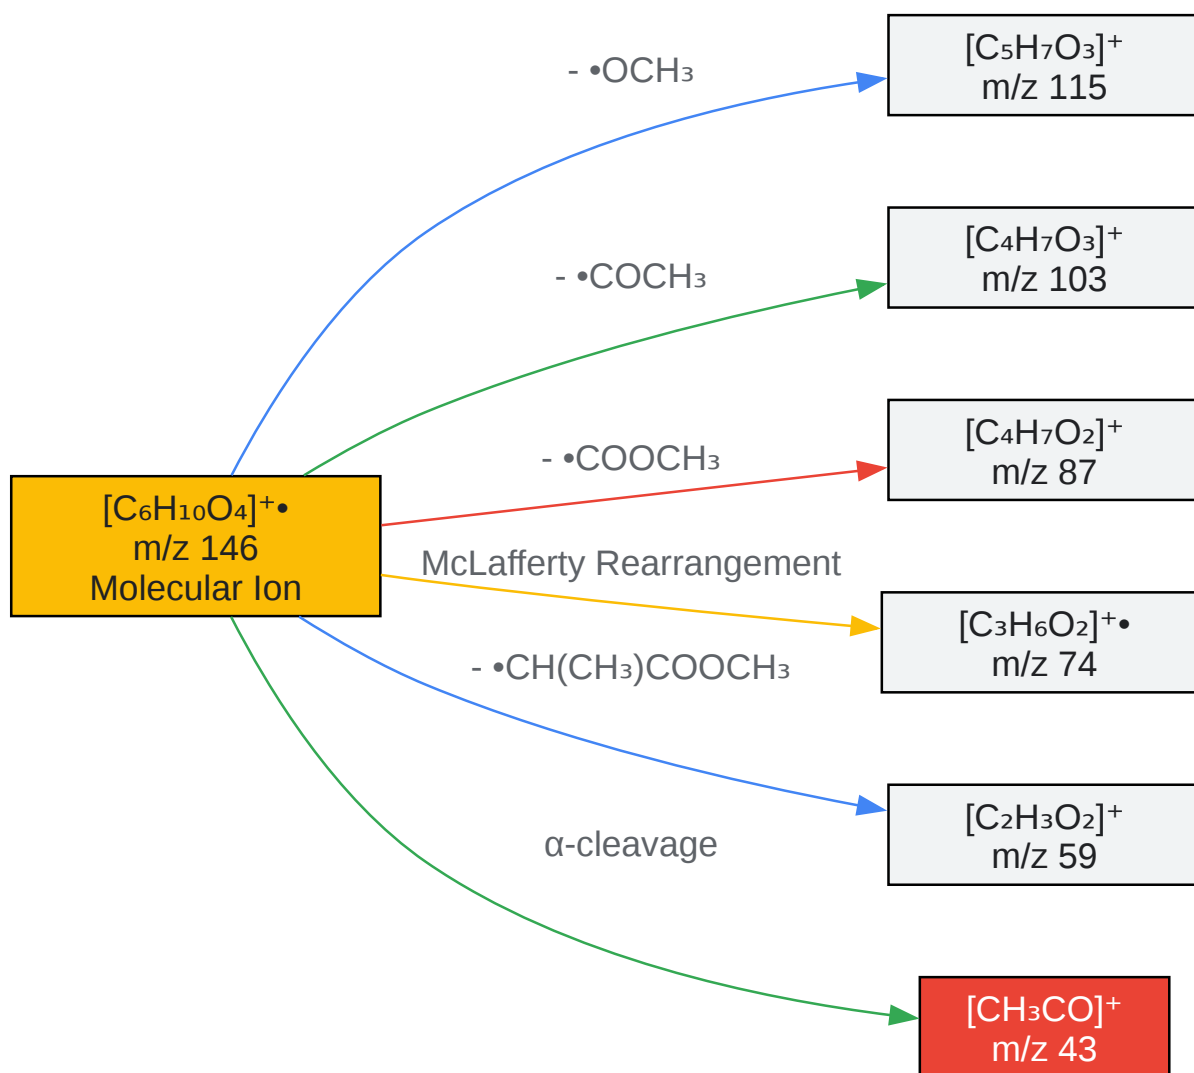 - •OCH₃
[C₅H₇O₃]⁺
m/z 115
- •COCH₃
[C₄H₇O₃]⁺
m/z 103
- •COOCH₃
[C₄H₇O₂]⁺
m/z 87
[C₆H₁₀O₄]⁺•
m/z 146
Molecular Ion
McLafferty Rearrangement
[C₃H₆O₂]⁺•
m/z 74
- •CH(CH₃)COOCH₃
[C₂H₃O₂]⁺
m/z 59
α-cleavage
[CH₃CO]⁺
m/z 43